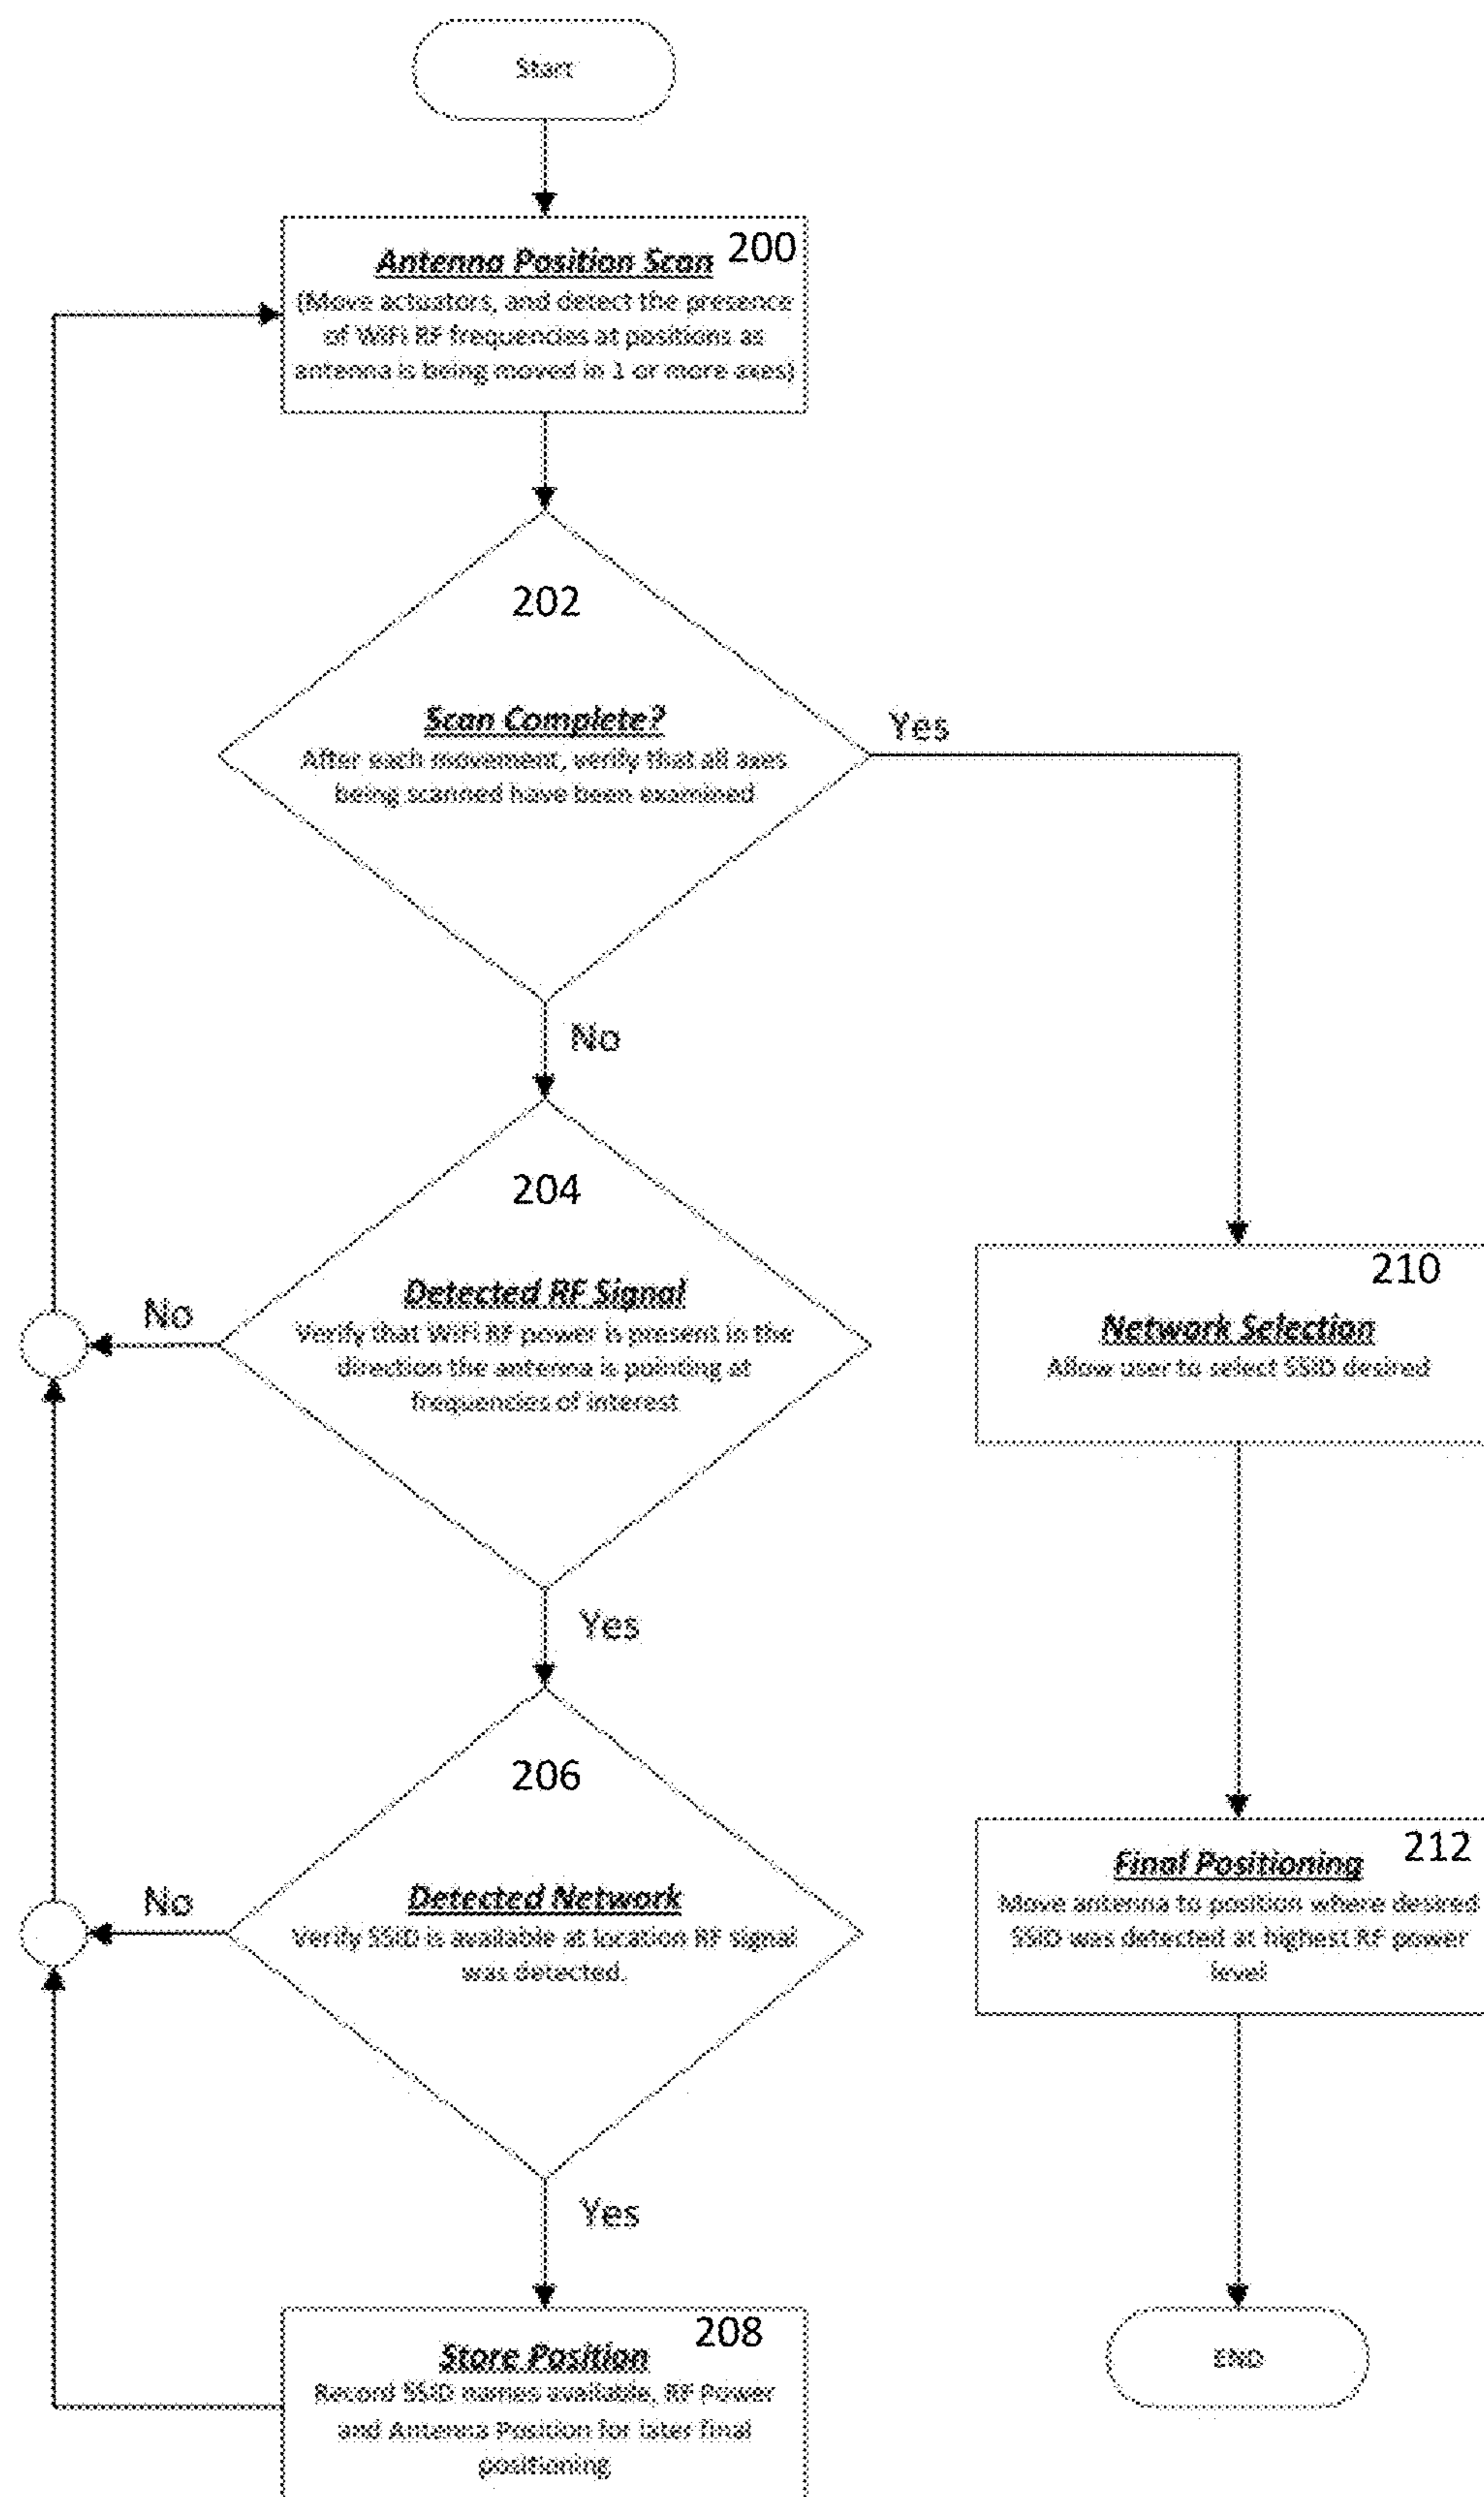 Start
200
Antenna Position Scan
(Move actuators, and detect the presence
of WiFi RF frequencies at positions as
antenna is being moved in 1 or more axes)
202
Scan Complete?
After each movement, verify that all axes
being scanned have been examined
Yes
No
204
Detected RF Signal
Verify that WiFi RF power is present in the
direction the antenna is pointing at
frequencies of interest
No
Yes
206
Detected Network
Verify SSID is available at location RF signal
was detected.
No
Yes
208
Store Position
Record SSID names available, RF Power
and Antenna Position for later final
positioning
210
Network Selection
Allow user to select SSID desired
212
Final Positioning
Move antenna to position where desired
SSID was detected at highest RF power
level
END